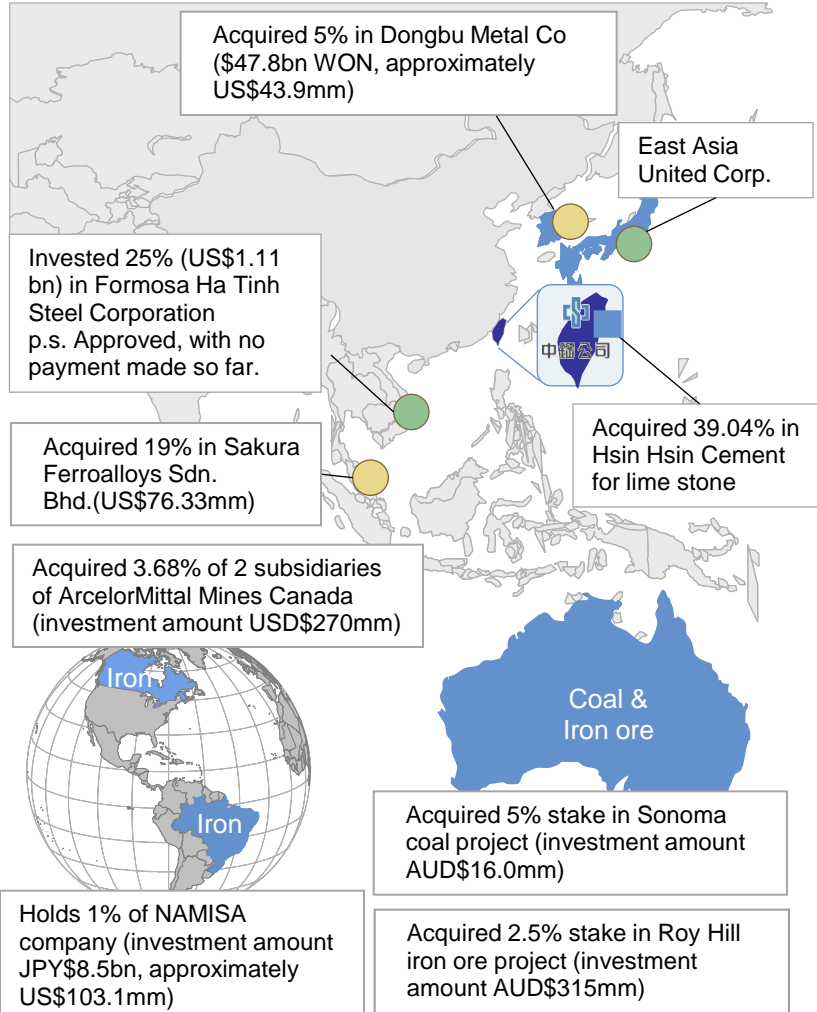 Acquired 5% in Dongbu Metal Co
($47.8bn WON, approximately
US$43.9mm)
East Asia
United Corp.
Invested 25% (US$1.11
bn) in Formosa Ha Tinh
Steel Corporation
p.s. Approved, with no
payment made so far.
中鋼公司
Acquired 39.04% in
Hsin Hsin Cement
for lime stone
Acquired 19% in Sakura
Ferroalloys Sdn.
Bhd.(US$76.33mm)
Acquired 3.68% of 2 subsidiaries
of ArcelorMittal Mines Canada
(investment amount USD$270mm)
Iron
Iron
Coal &
Iron ore
Acquired 5% stake in Sonoma
coal project (investment amount
AUD$16.0mm)
Holds 1% of NAMISA
company (investment amount
JPY$8.5bn, approximately
US$103.1mm)
Acquired 2.5% stake in Roy Hill
iron ore project (investment
amount AUD$315mm)